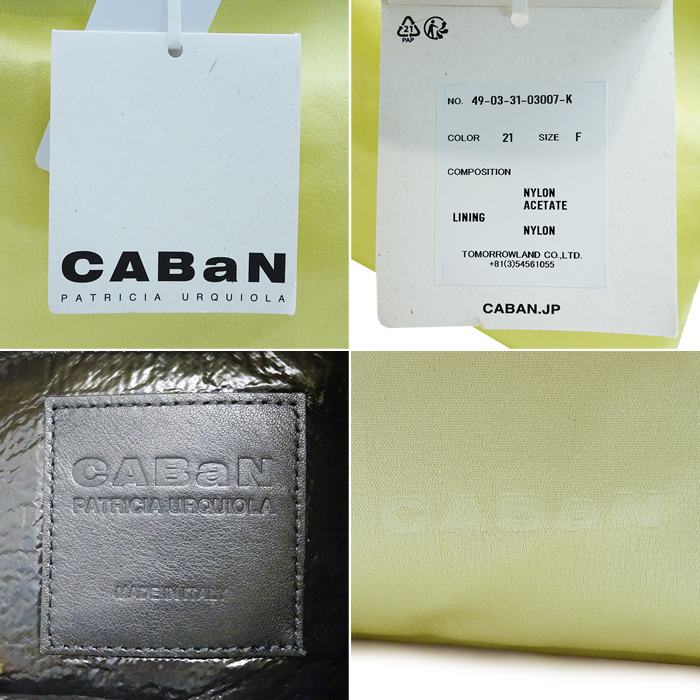 CABaN
PATRICIA URQUIOLA
21
PAP
NO. 49-03-31-03007-K
COLOR 21 SIZE F
COMPOSITION
NYLON
ACETATE
LINING
NYLON
TOMORROWLAND CO.,LTD.
+81(3)54561055
CABAN.JP
CABaN
PATRICIA URQUIOLA
MADE IN ITALY
CABaN